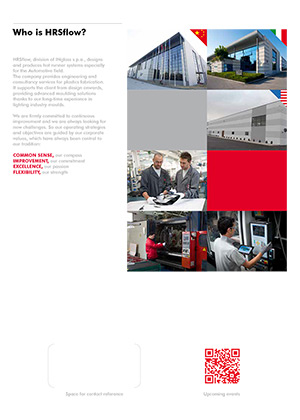 Who is HRSflow?
HRSflow, division of INglass s.p.a., designs
and produces hot runner systems especially
for the Automotive field.
The company provides engineering and
consultancy services for plastics fabrication.
It supports the client from design onwards,
providing advanced moulding solutions
thanks to our long-time experience in
lighting industry moulds.
We are firmly committed to continuous
improvement and we are always looking for
new challenges. So our operating strategies
and objectives are guided by our corporate
values, which have always been central to
our tradition:
COMMON SENSE, our compass
IMPROVEMENT, our commitment
EXCELLENCE, our passion
FLEXIBILITY, our strength
Space for contact reference
Upcoming events